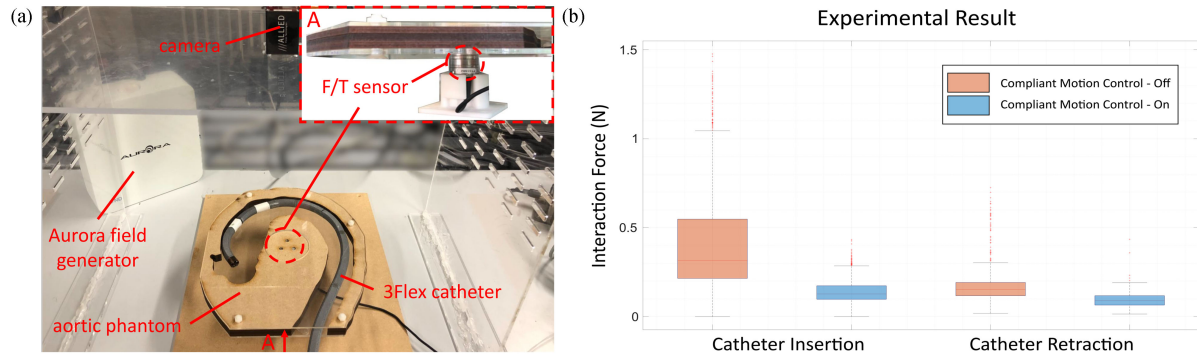 (a)
camera
///ALLIED
A
F/T sensor
AURORA
Aurora field
generator
3Flex catheter
aortic phantom
A
(b)
Experimental Result
Interaction Force (N)
1.5
1
0.5
0
Compliant Motion Control - Off
Compliant Motion Control - On
Catheter Insertion
Catheter Retraction